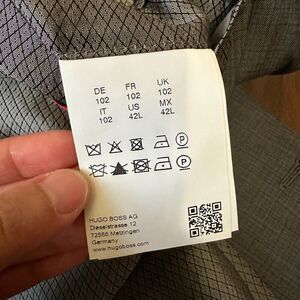 DE FR UK
102 102 102
IT US MX
102 42L 42L
P
P
HUGO BOSS AG
Dieselstrasse 12
72555 Metzingen
Germany
www.hugoboss.com